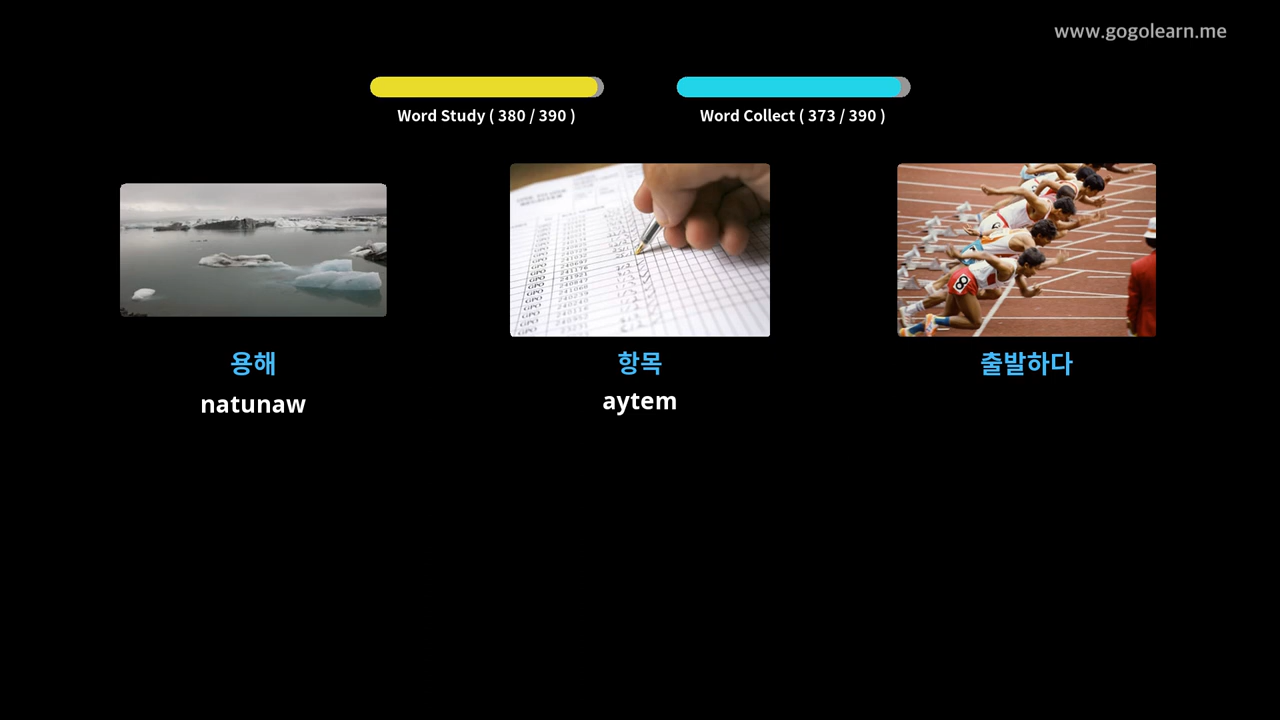 www.gogolearn.me
Word Study ( 380 / 390 )
Word Collect ( 373 / 390 )
용해
항목
출발하다
natunaw
aytem